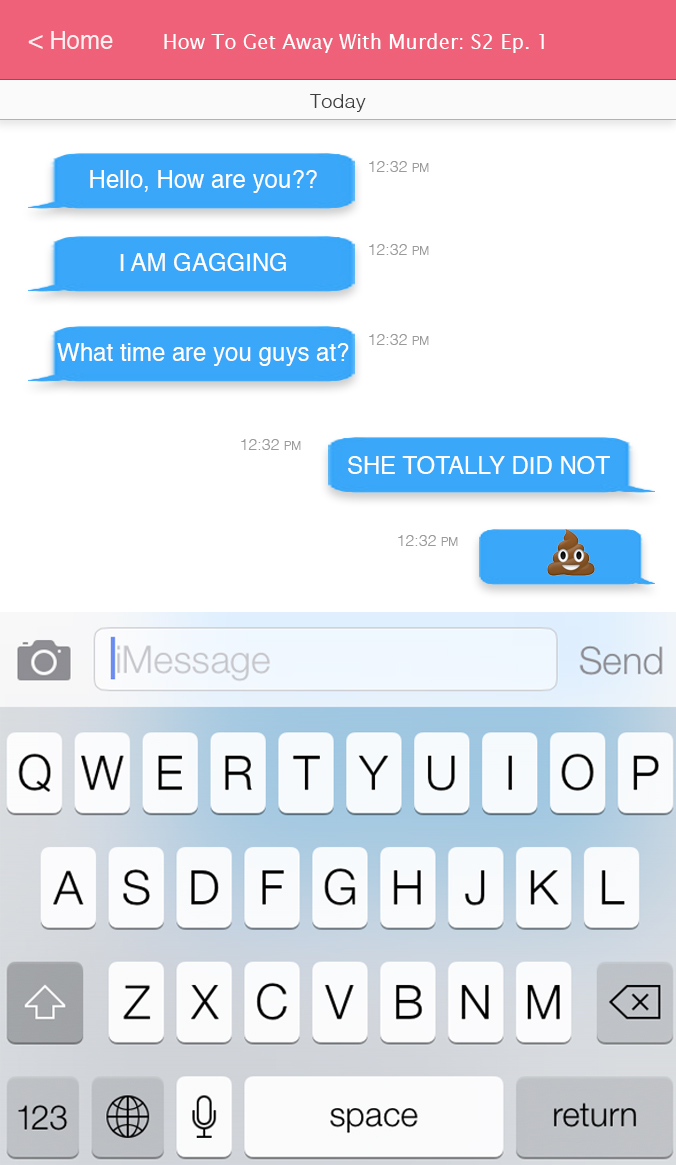 < Home How To Get Away With Murder: S2 Ep. 1
Today
Hello, How are you??
12:32 PM
I AM GAGGING
12:32 PM
What time are you guys at?
12:32 PM
12:32 PM
SHE TOTALLY DID NOT
12:32 PM
iMessage
Send
Q W E R T Y U I O P
A S D F G H J K L
Z X C V B N M
123 space return